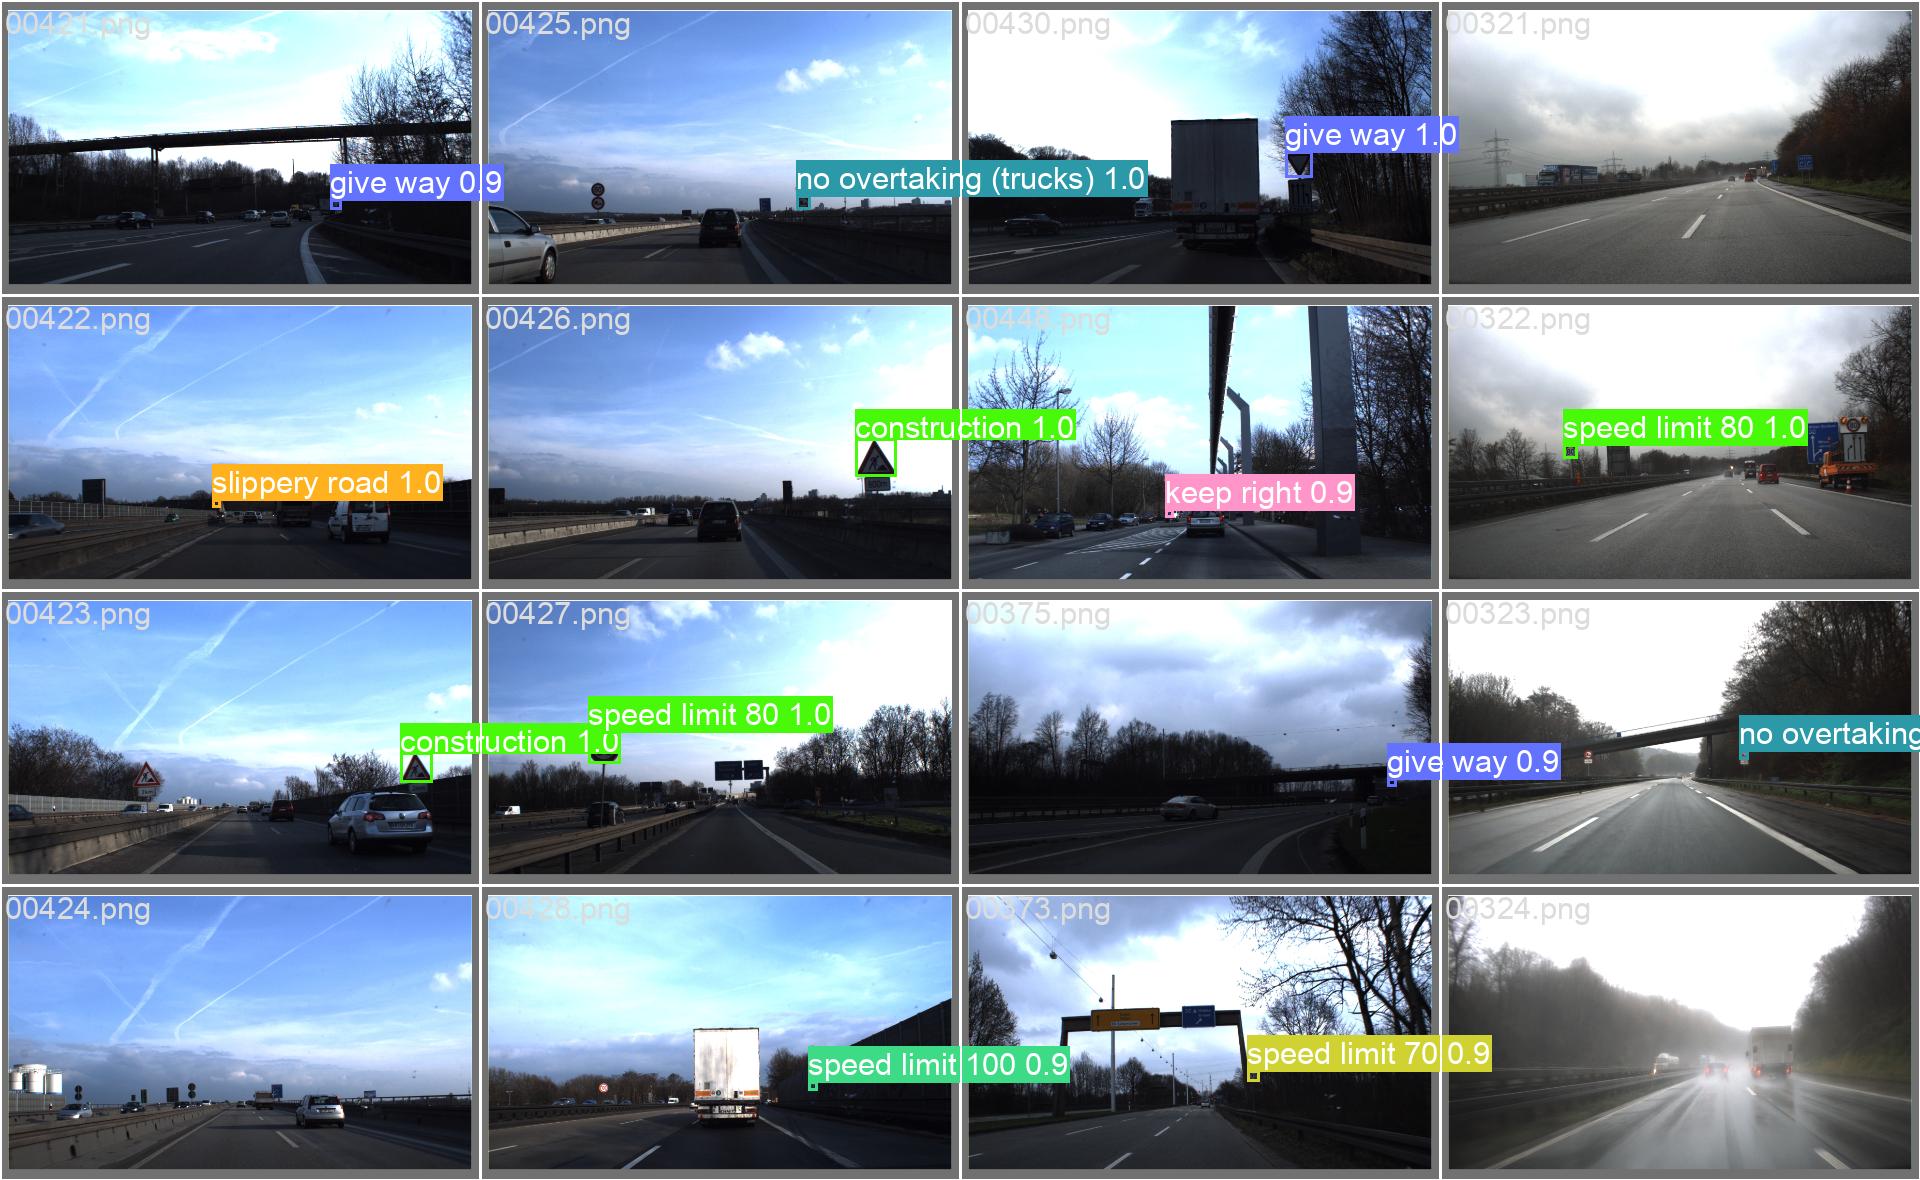 00421.png
give way 0.9
00425.png
no overtaking (trucks) 1.0
00430.png
give way 1.0
00321.png
00422.png
slippery road 1.0
00426.png
construction 1.0
00448.png
keep right 0.9
00322.png
speed limit 80 1.0
00423.png
construction 1.0
00427.png
speed limit 80 1.0
00375.png
give way 0.9
00323.png
no overtaking
00424.png
00428.png
speed limit 100 0.9
00373.png
speed limit 70 0.9
00324.png